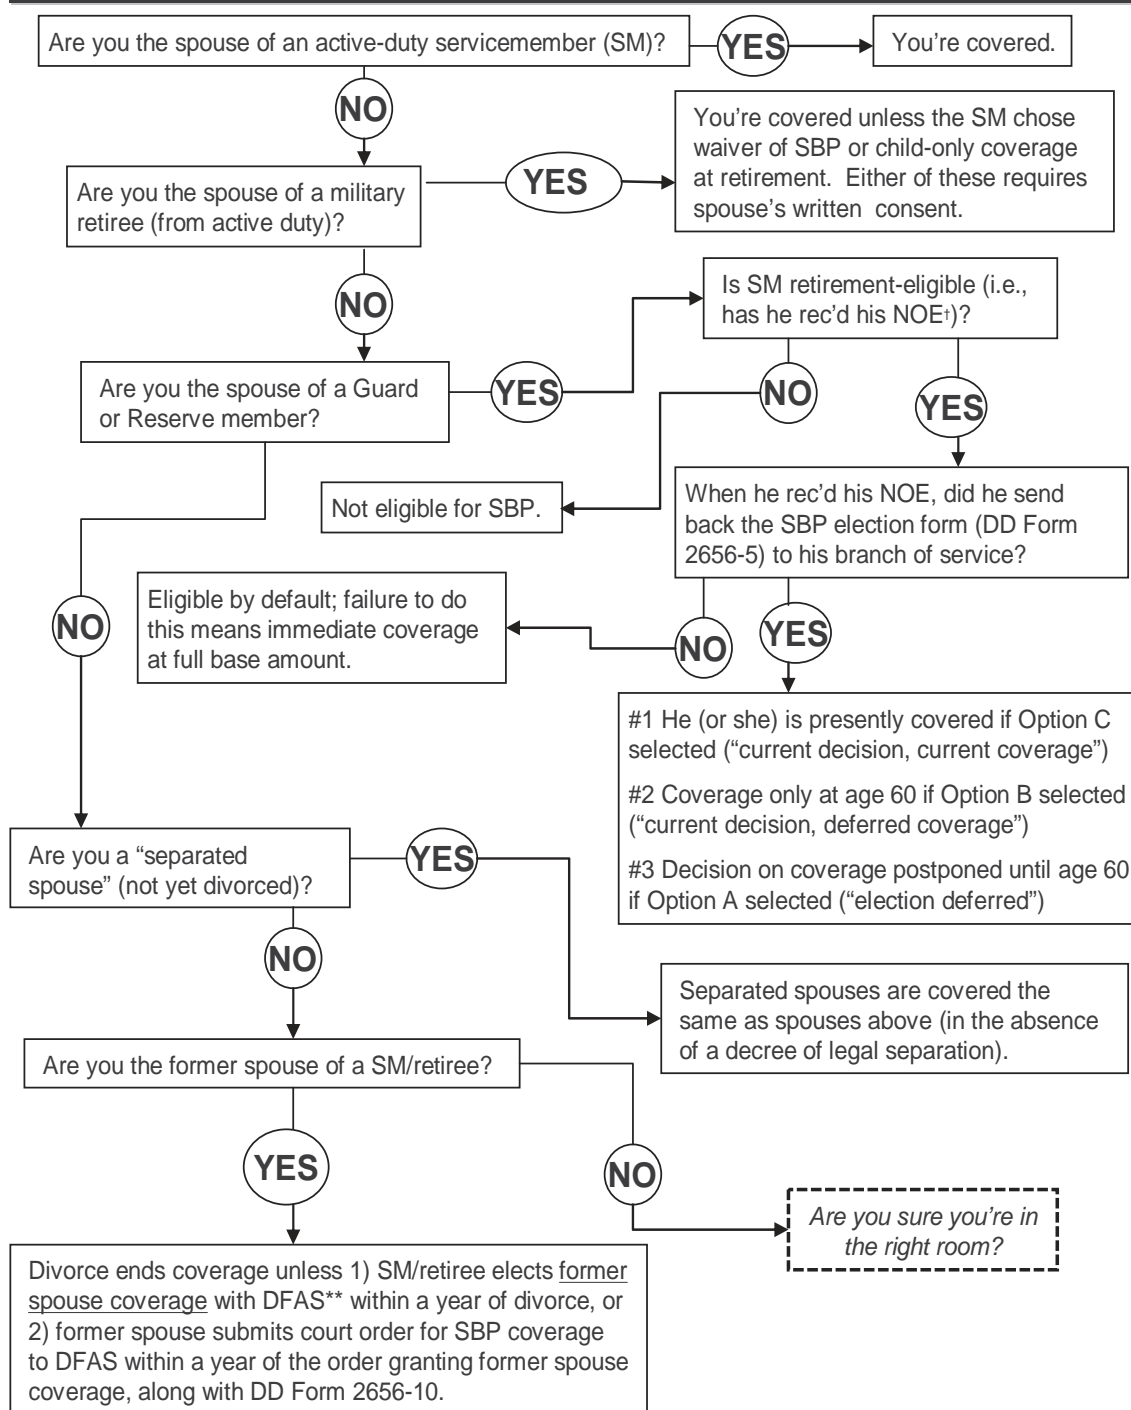 Are you the spouse of an active-duty servicemember (SM)?
YES
You're covered.
NO
You're covered unless the SM chose
waiver of SBP or child-only coverage
at retirement.  Either of these requires
spouse's written  consent.
YES
Are you the spouse of a military
retiree (from active duty)?
NO
Is SM retirement-eligible (i.e.,
has he rec'd his NOE†)?
Are you the spouse of a Guard
or Reserve member?
YES
NO
YES
Not eligible for SBP.
When he rec'd his NOE, did he send
back the SBP election form (DD Form
2656-5) to his branch of service?
Eligible by default; failure to do
this means immediate coverage
at full base amount.
NO
YES
NO
#1 He (or she) is presently covered if Option C
selected (“current decision, current coverage”)
#2 Coverage only at age 60 if Option B selected
(“current decision, deferred coverage”)
#3 Decision on coverage postponed until age 60
if Option A selected (“election deferred”)
Are you a “separated
spouse” (not yet divorced)?
YES
NO
Separated spouses are covered the
same as spouses above (in the absence
of a decree of legal separation).
Are you the former spouse of a SM/retiree?
YES
NO
Are you sure you're in
the right room?
Divorce ends coverage unless 1) SM/retiree elects former
spouse coverage with DFAS** within a year of divorce, or
2) former spouse submits court order for SBP coverage
to DFAS within a year of the order granting former spouse
coverage, along with DD Form 2656-10.